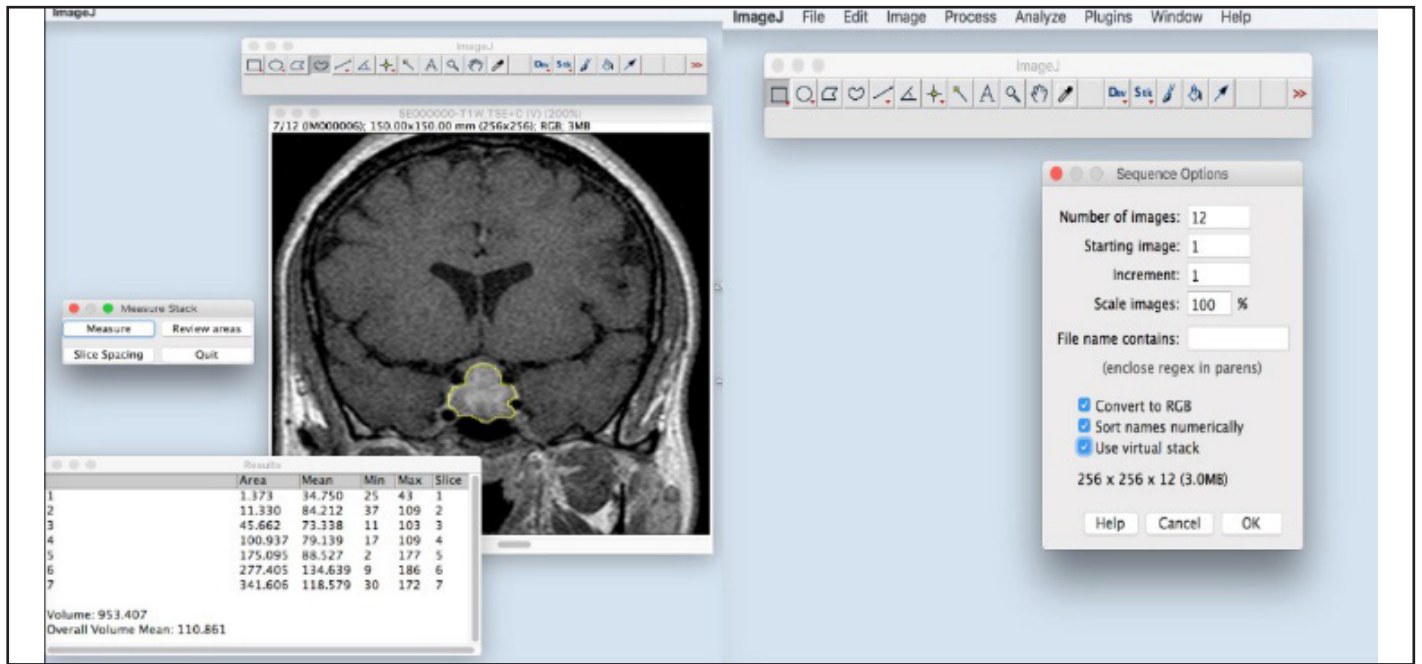 ImageJ
ImageJ
SE000000-T1W TSE+C (V) (200%)
7/12 (IM000006); 150.00x150.00 mm (256x256); RGB; 3MB
Measure Stack
Measure Review areas
Slice Spacing Quit
Results
Area Mean Min Max Slice
1 1.373 34.750 25 43 1
2 11.330 84.212 37 109 2
3 45.662 73.338 11 103 3
4 100.937 79.139 17 109 4
5 175.095 88.527 2 177 5
6 277.405 134.639 9 186 6
7 341.606 118.579 30 172 7
Volume: 953.407
Overall Volume Mean: 110.861
ImageJ File Edit Image Process Analyze Plugins Window Help
ImageJ
Dev Stk
Sequence Options
Number of images: 12
Starting image: 1
Increment: 1
Scale images: 100 %
File name contains:
(enclose regex in parens)
Convert to RGB
Sort names numerically
Use virtual stack
256 x 256 x 12 (3.0MB)
Help Cancel OK